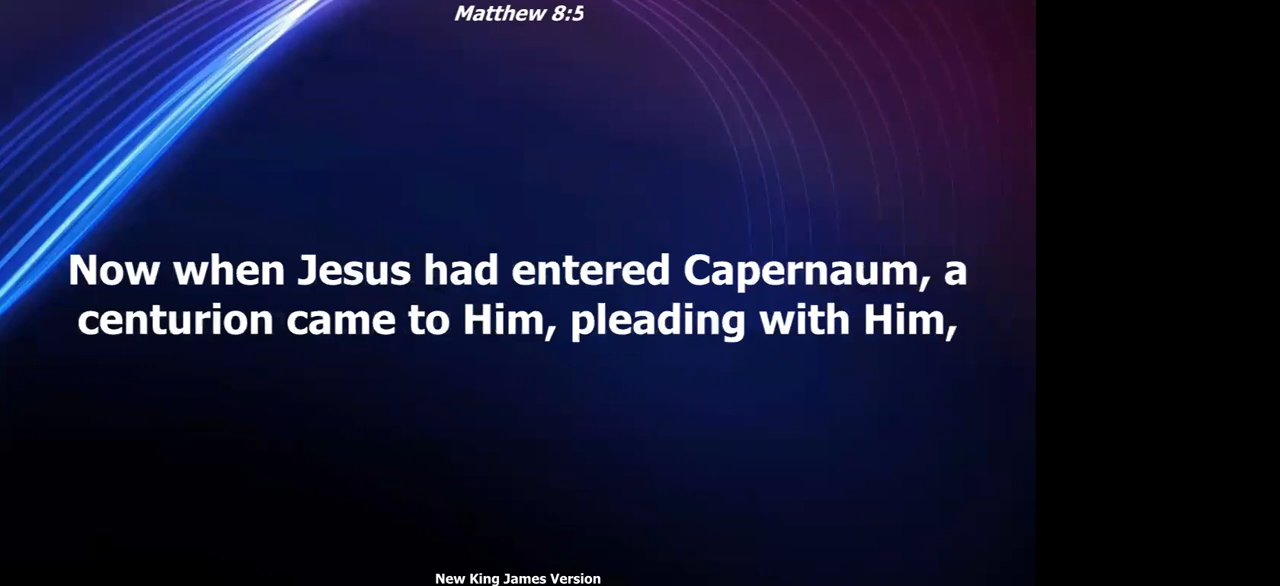 Matthew 8:5
Now when Jesus had entered Capernaum, a
centurion came to Him, pleading with Him,
New King James Version